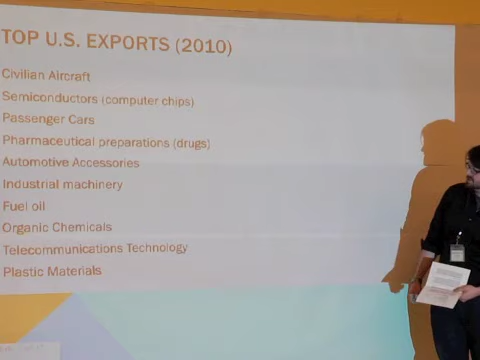 TOP U.S. EXPORTS (2010)
Civilian Aircraft
Semiconductors (computer chips)
Passenger Cars
Pharmaceutical preparations (drugs)
Automotive Accessories
Industrial machinery
Fuel oil
Organic Chemicals
Telecommunications Technology
Plastic Materials